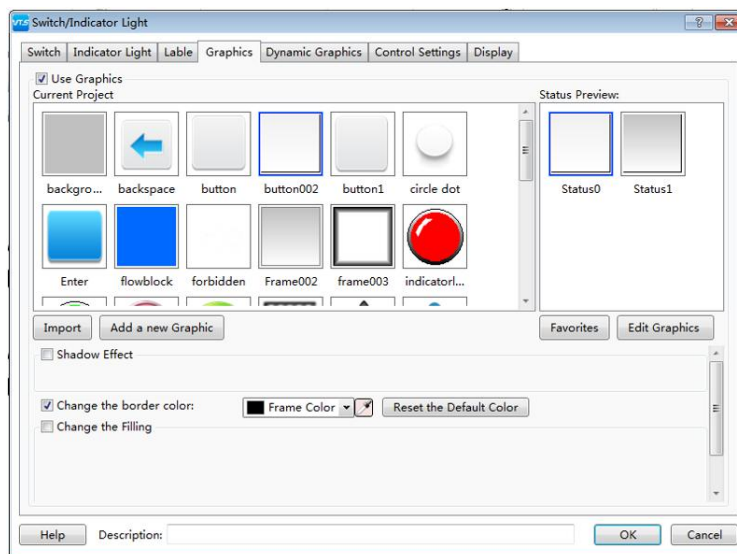 VTS Switch/Indicator Light
Switch Indicator Light Lable Graphics Dynamic Graphics Control Settings Display
Use Graphics
Current Project
Status Preview:
backgro... backspace button button002 button1 circle dot
Status0 Status1
Enter flowblock forbidden Frame002 frame003 indicatorl...
Import Add a new Graphic
Favorites Edit Graphics
Shadow Effect
Change the border color: Frame Color Reset the Default Color
Change the Filling
Help Description: OK Cancel